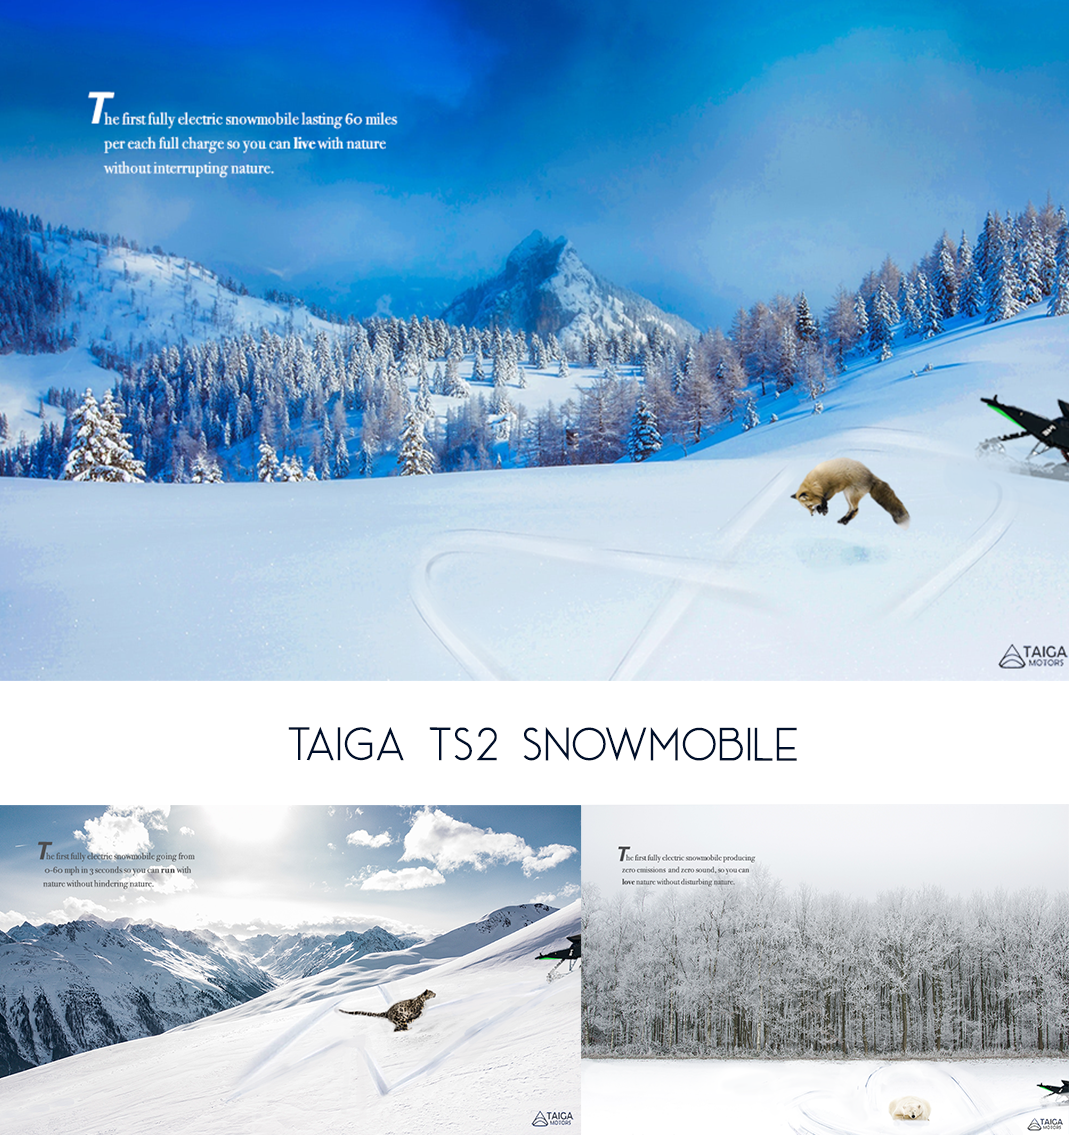 The first fully electric snowmobile lasting 60 miles
per each full charge so you can live with nature
without interrupting nature.
TAIGA
MOTORS
TAIGA TS2 SNOWMOBILE
The first fully electric snowmobile going from
0-60 mph in 3 seconds so you can run with
nature without hindering nature.
TAIGA
MOTORS
The first fully electric snowmobile producing
zero emissions and zero sound, so you can
love nature without disturbing nature.
TAIGA
MOTORS